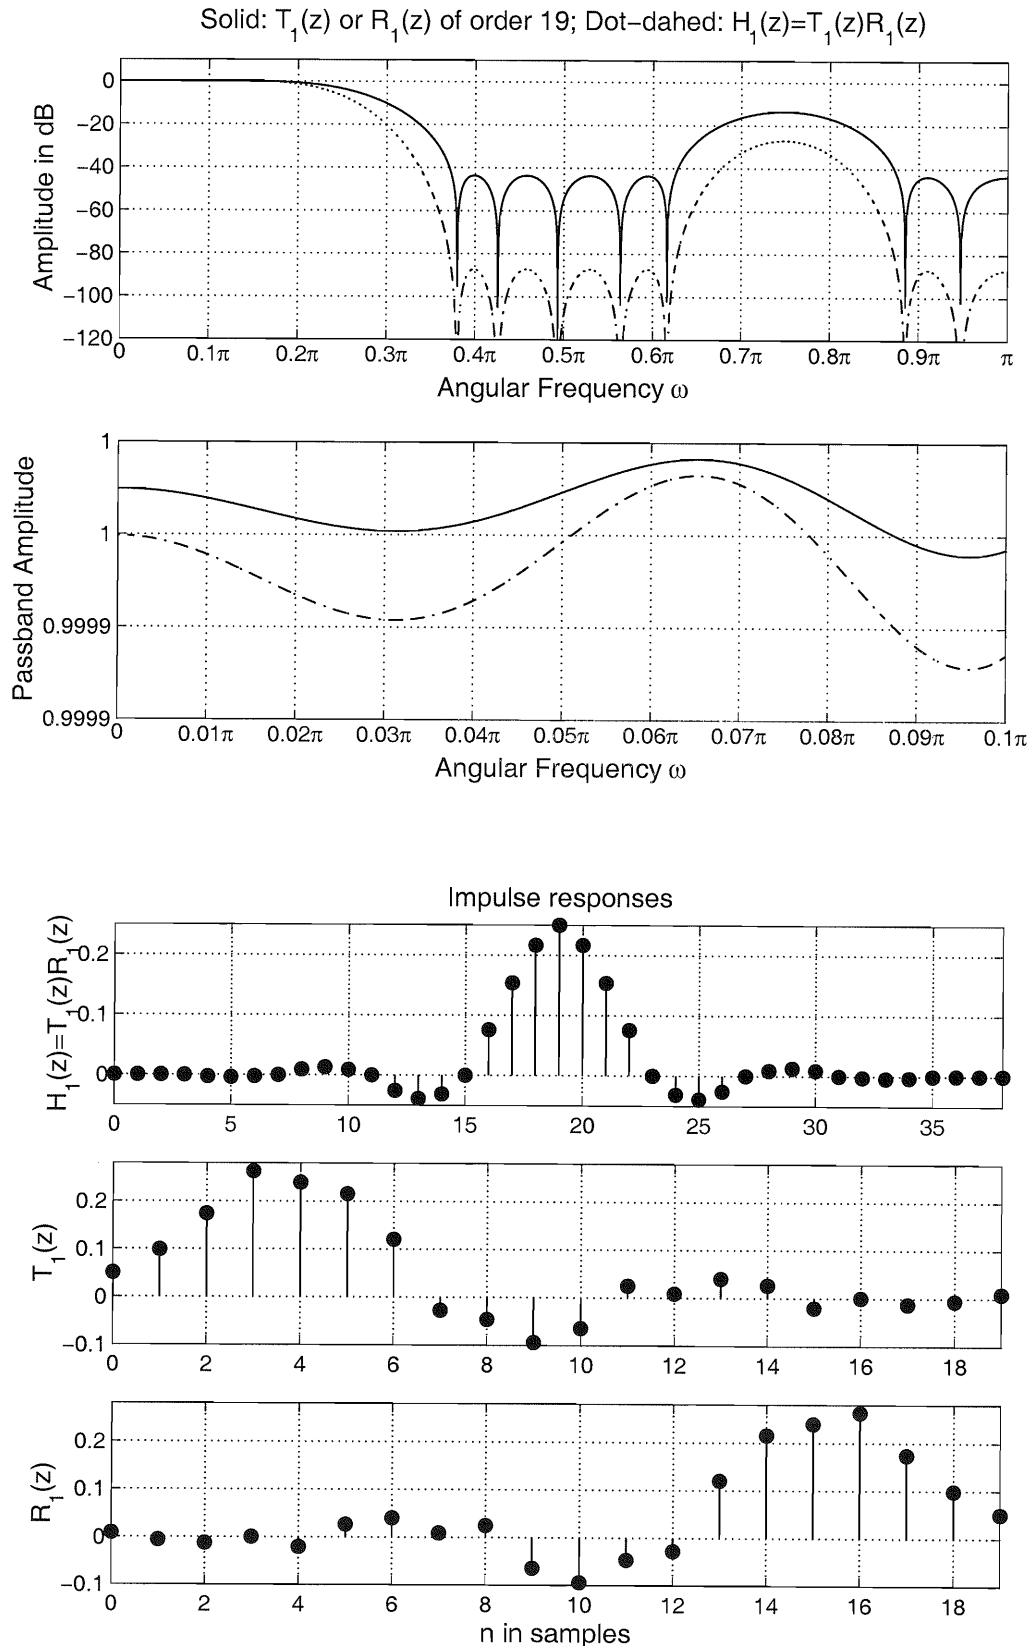 Solid: T1(z) or R1(z) of order 19; Dot-dahed: H1(z)=T1(z)R1(z)
Amplitude in dB
0
-20
-40
-60
-80
-100
-120
0 0.1π 0.2π 0.3π 0.4π 0.5π 0.6π 0.7π 0.8π 0.9π π
Angular Frequency ω
Passband Amplitude
1
1
0.9999
0.9999
0 0.01π 0.02π 0.03π 0.04π 0.05π 0.06π 0.07π 0.08π 0.09π 0.1π
Angular Frequency ω
Impulse responses
H1(z)=T1(z)R1(z)
0.2
0.1
0
0 5 10 15 20 25 30 35
T1(z)
0.2
0.1
0
-0.1
0 2 4 6 8 10 12 14 16 18
R1(z)
0.2
0.1
0
-0.1
0 2 4 6 8 10 12 14 16 18
n in samples